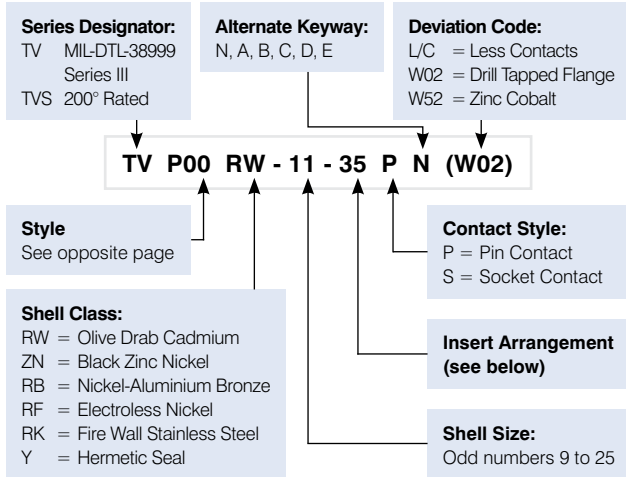 Series Designator:
TV MIL-DTL-38999
Series III
TVS 200° Rated
Alternate Keyway:
N, A, B, C, D, E
Deviation Code:
L/C = Less Contacts
W02 = Drill Tapped Flange
W52 = Zinc Cobalt
TV P00 RW - 11 - 35 P N (W02)
Style
See opposite page
Contact Style:
P = Pin Contact
S = Socket Contact
Shell Class:
RW = Olive Drab Cadmium
ZN = Black Zinc Nickel
RB = Nickel-Aluminium Bronze
RF = Electroless Nickel
RK = Fire Wall Stainless Steel
Y = Hermetic Seal
Insert Arrangement
(see below)
Shell Size:
Odd numbers 9 to 25